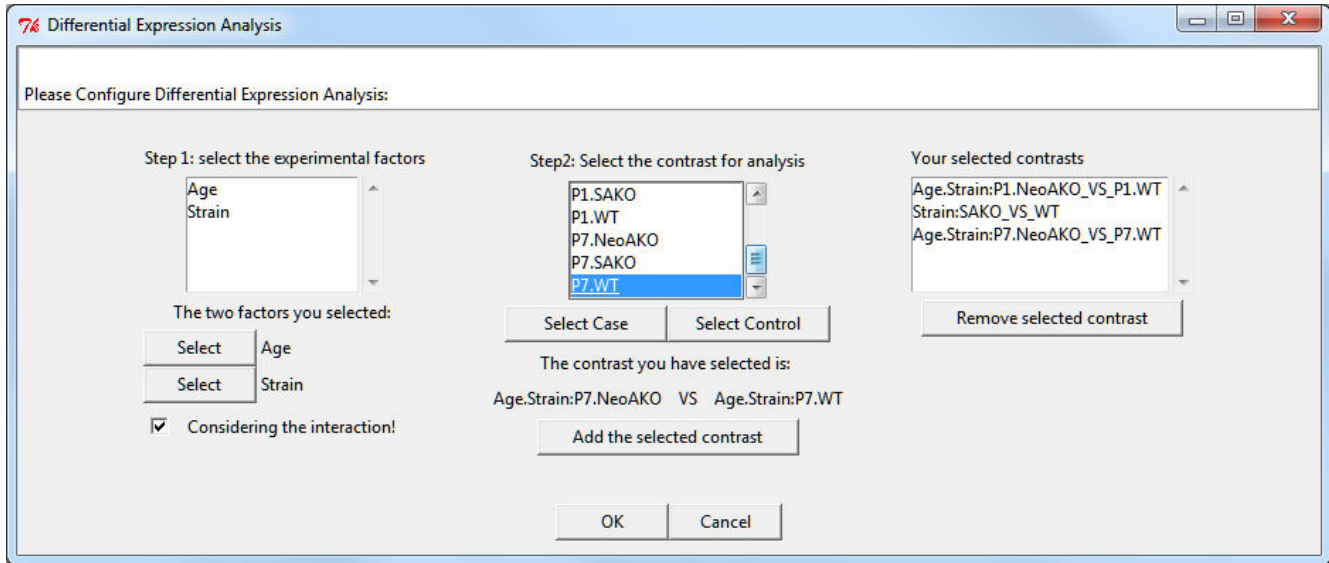 Differential Expression Analysis
Please Configure Differential Expression Analysis:
Step 1: select the experimental factors
Age
Strain
The two factors you selected:
Select Age
Select Strain
Considering the interaction!
Step2: Select the contrast for analysis
P1.SAKO
P1.WT
P7.NeoAKO
P7.SAKO
P7.WT
Select Case Select Control
The contrast you have selected is:
Age.Strain:P7.NeoAKO VS Age.Strain:P7.WT
Add the selected contrast
Your selected contrasts
Age.Strain:P1.NeoAKO_VS_P1.WT
Strain:SAKO_VS_WT
Age.Strain:P7.NeoAKO_VS_P7.WT
Remove selected contrast
OK Cancel